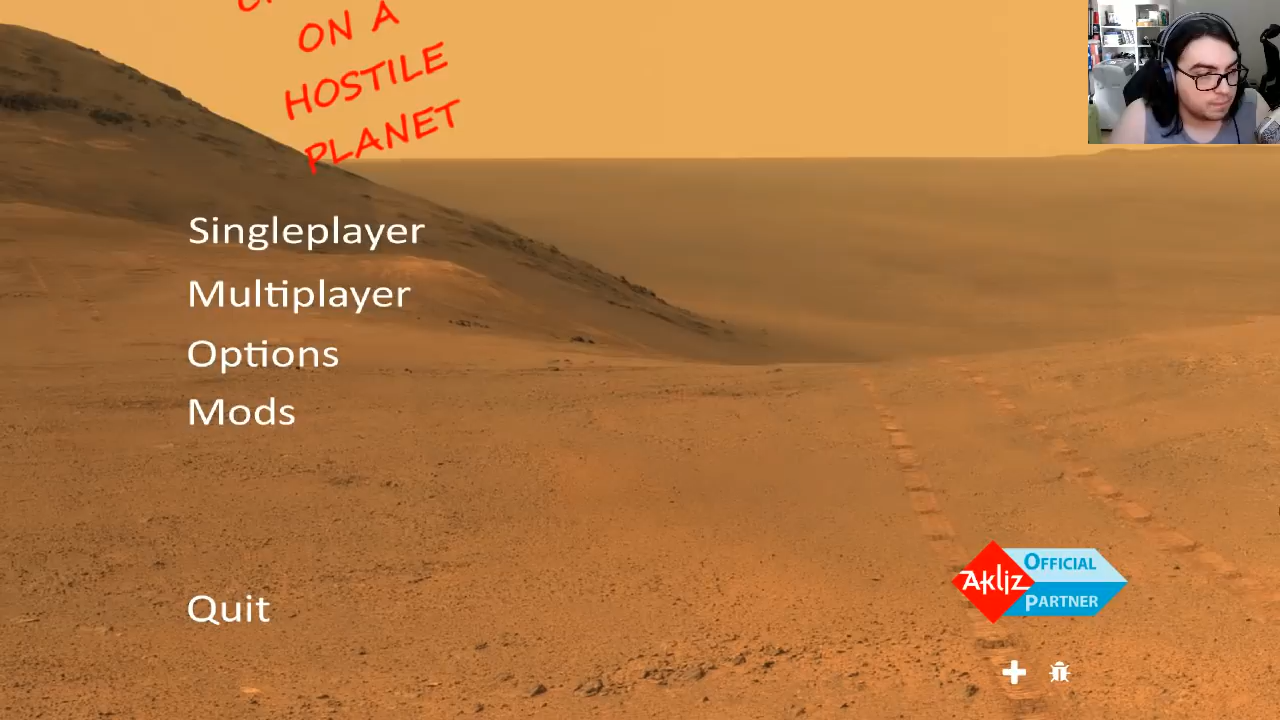 ON A
HOSTILE
PLANET
Singleplayer
Multiplayer
Options
Mods
Quit
Akliz
OFFICIAL
PARTNER